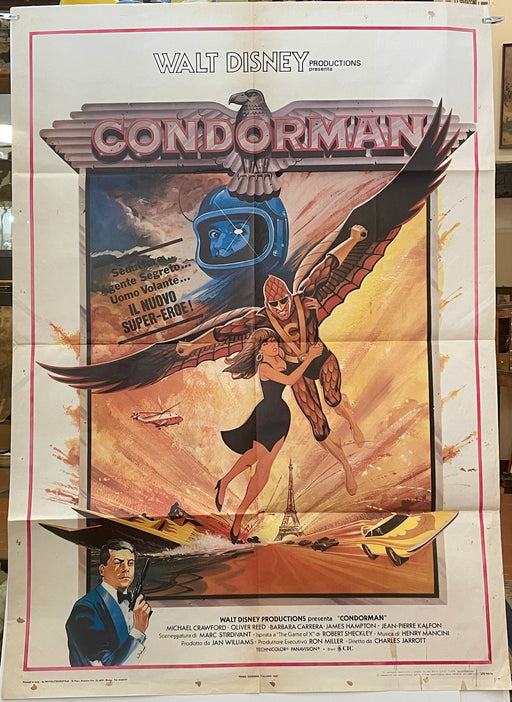 WALT DISNEY PRODUCTIONS
presenta
CONDORMAN
Agente Segreto...
Uomo Volante...
IL NUOVO
SUPER-EROE!
WALT DISNEY PRODUCTIONS presenta "CONDORMAN"
MICHAEL CRAWFORD · OLIVER REED · BARBARA CARRERA · JAMES HAMPTON · JEAN-PIERRE KALFON
Sceneggiatura di MARC STIRDIVANT · Ispirato a "The Game of X" di ROBERT SHECKLEY · Musica di HENRY MANCINI
Prodotto da JAN WILLIAMS · Produttore Esecutivo RON MILLER · Diretto da CHARLES JARROTT
TECHNICOLOR® PANAVISION® · CIC